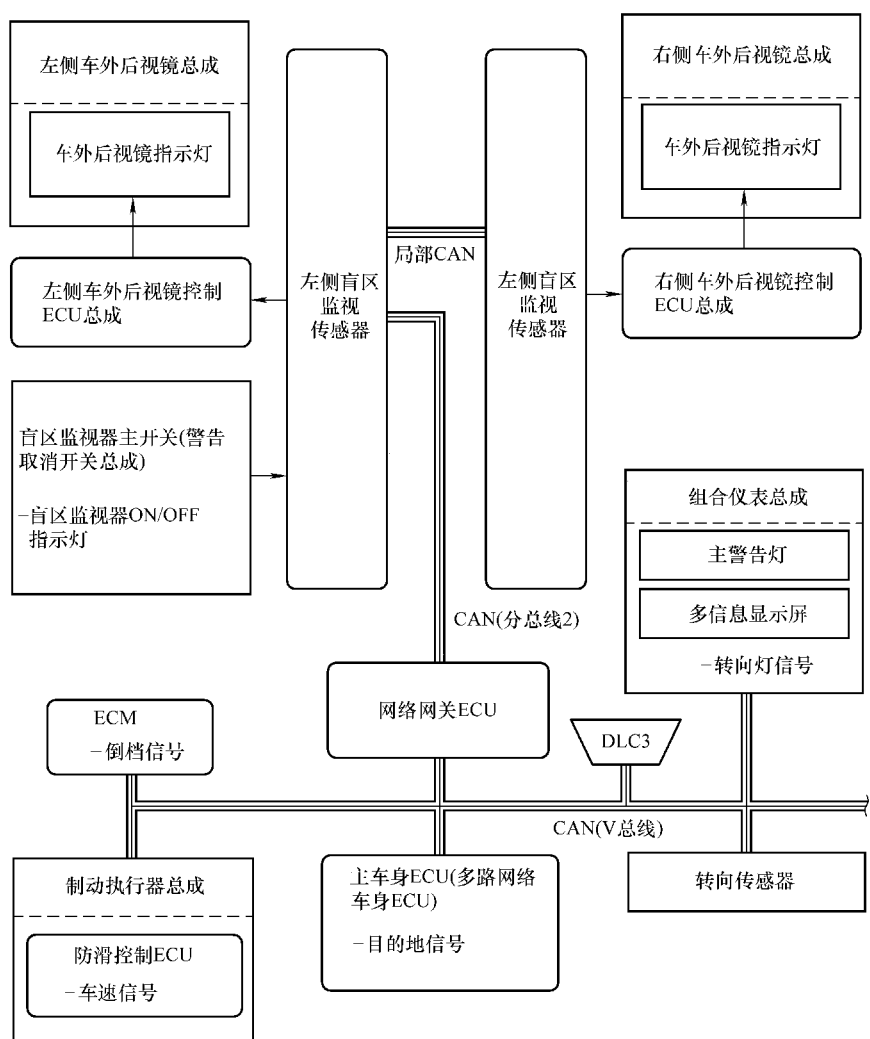 左侧车外后视镜总成
车外后视镜指示灯
左侧车外后视镜控制
ECU总成
盲区监视器主开关(警告
取消开关总成)
-盲区监视器ON/OFF
指示灯
左侧盲区
监视
传感器
局部CAN
左侧盲区
监视
传感器
右侧车外后视镜总成
车外后视镜指示灯
右侧车外后视镜控制
ECU总成
组合仪表总成
主警告灯
多信息显示屏
-转向灯信号
CAN(分总线2)
网络网关ECU
ECM
-倒档信号
DLC3
CAN(V总线)
制动执行器总成
防滑控制ECU
-车速信号
主车身ECU(多路网络
车身ECU)
-目的地信号
转向传感器